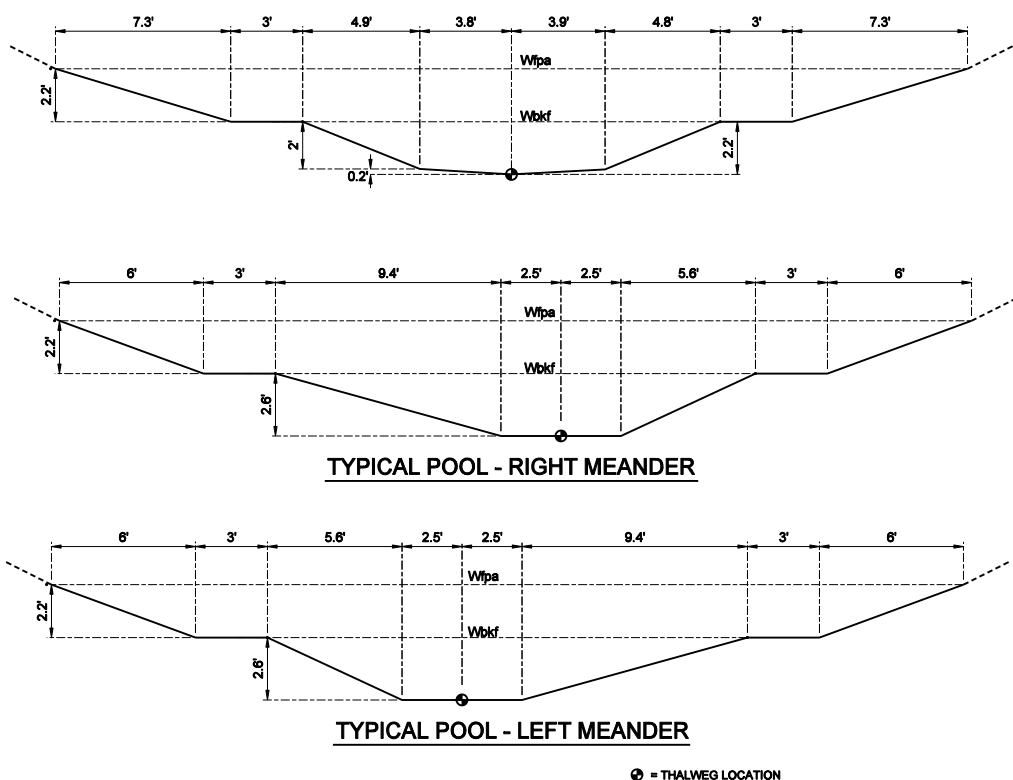 7.3' 3' 4.9' 3.8' 3.9' 4.8' 3' 7.3'
Wfpa
2.2'
Wbkf
2' 2.2'
0.2'
6' 3' 9.4' 2.5' 2.5' 5.6' 3' 6'
Wfpa
2.2'
Wbkf
2.6'
TYPICAL POOL - RIGHT MEANDER
6' 3' 5.6' 2.5' 2.5' 9.4' 3' 6'
Wfpa
2.2'
Wbkf
2.6'
TYPICAL POOL - LEFT MEANDER
= THALWEG LOCATION